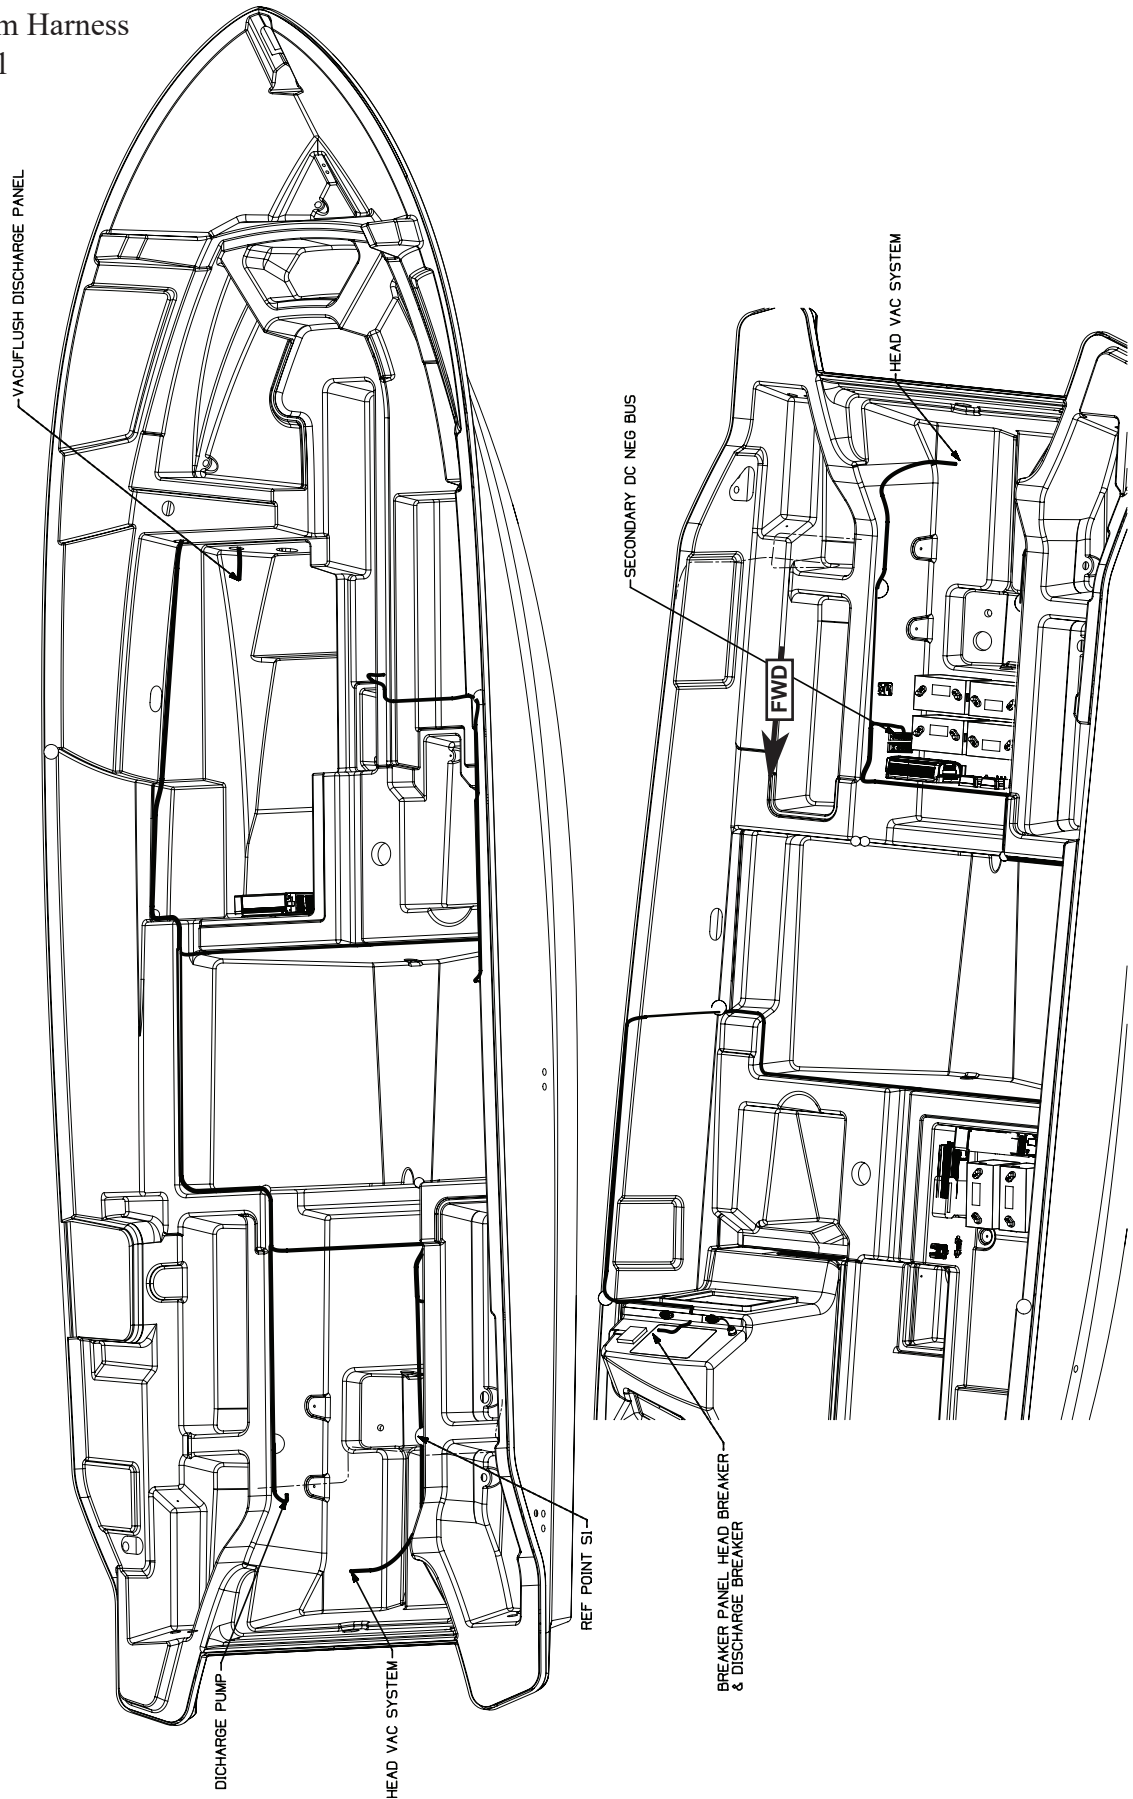 m Harness
1
VACUFLUSH DISCHARGE PANEL
HEAD VAC SYSTEM
SECONDARY DC NEG BUS
FWD
REF POINT S1
BREAKER PANEL HEAD BREAKER
& DISCHARGE BREAKER
DICHARGE PUMP
HEAD VAC SYSTEM